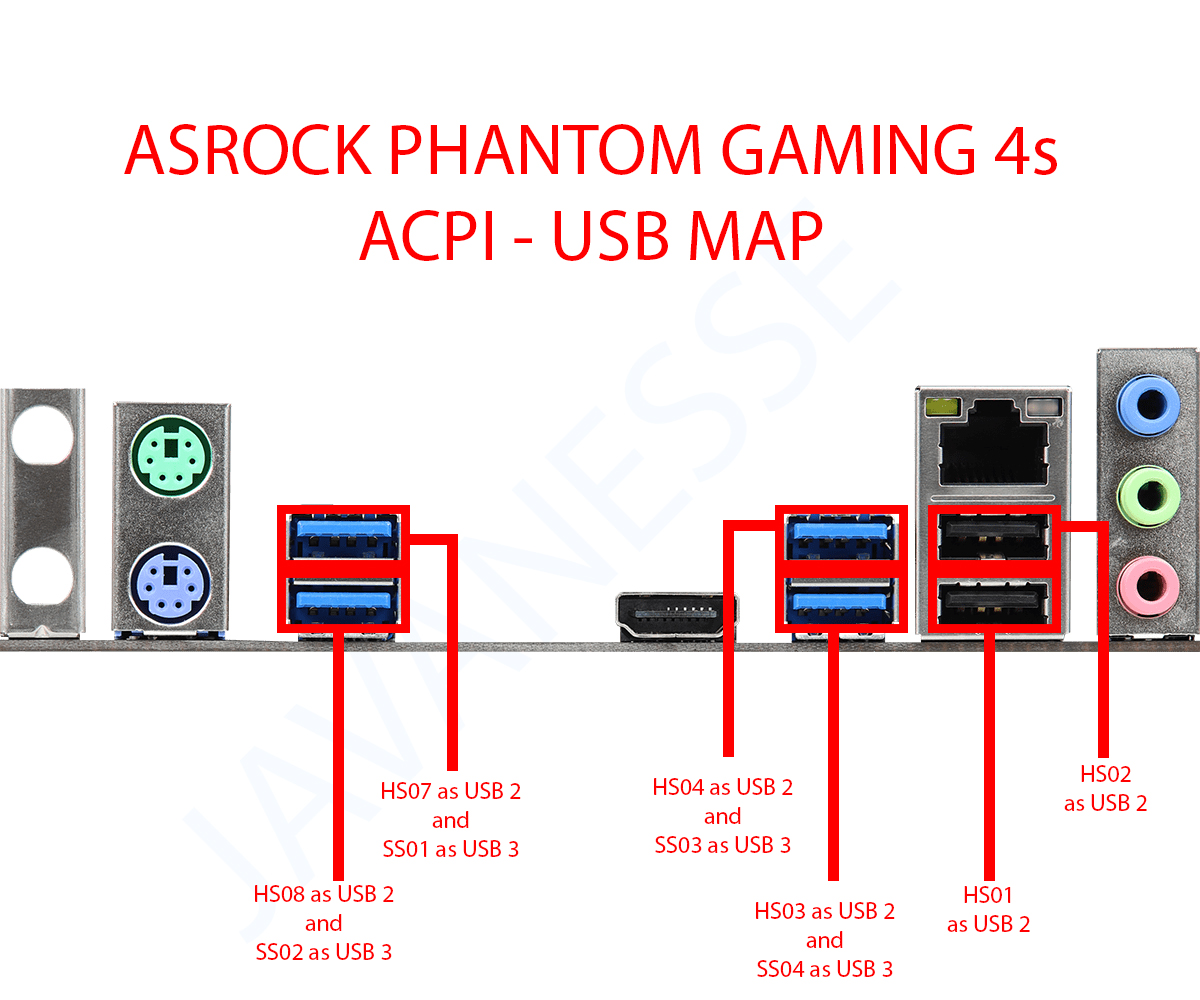 ASROCK PHANTOM GAMING 4s
ACPI - USB MAP
JAVANESSE
HS07 as USB 2
and
SS01 as USB 3
HS08 as USB 2
and
SS02 as USB 3
HS04 as USB 2
and
SS03 as USB 3
HS03 as USB 2
and
SS04 as USB 3
HS02
as USB 2
HS01
as USB 2